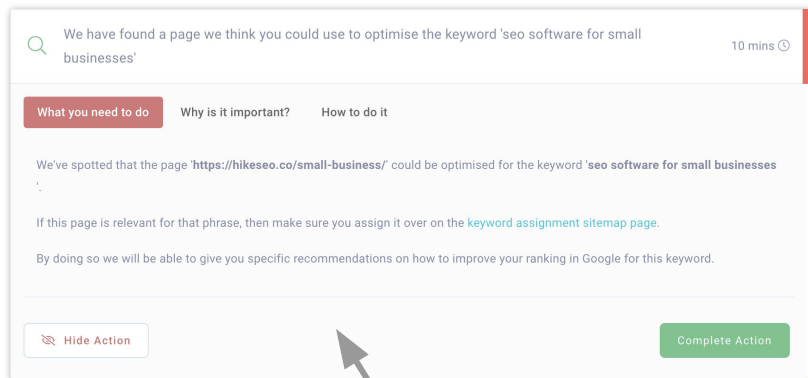 We have found a page we think you could use to optimise the keyword 'seo software for small
businesses'
10 mins
What you need to do
Why is it important?
How to do it
We've spotted that the page 'https://hikeseo.co/small-business/' could be optimised for the keyword 'seo software for small businesses
'.
If this page is relevant for that phrase, then make sure you assign it over on the keyword assignment sitemap page.
By doing so we will be able to give you specific recommendations on how to improve your ranking in Google for this keyword.
Hide Action
Complete Action